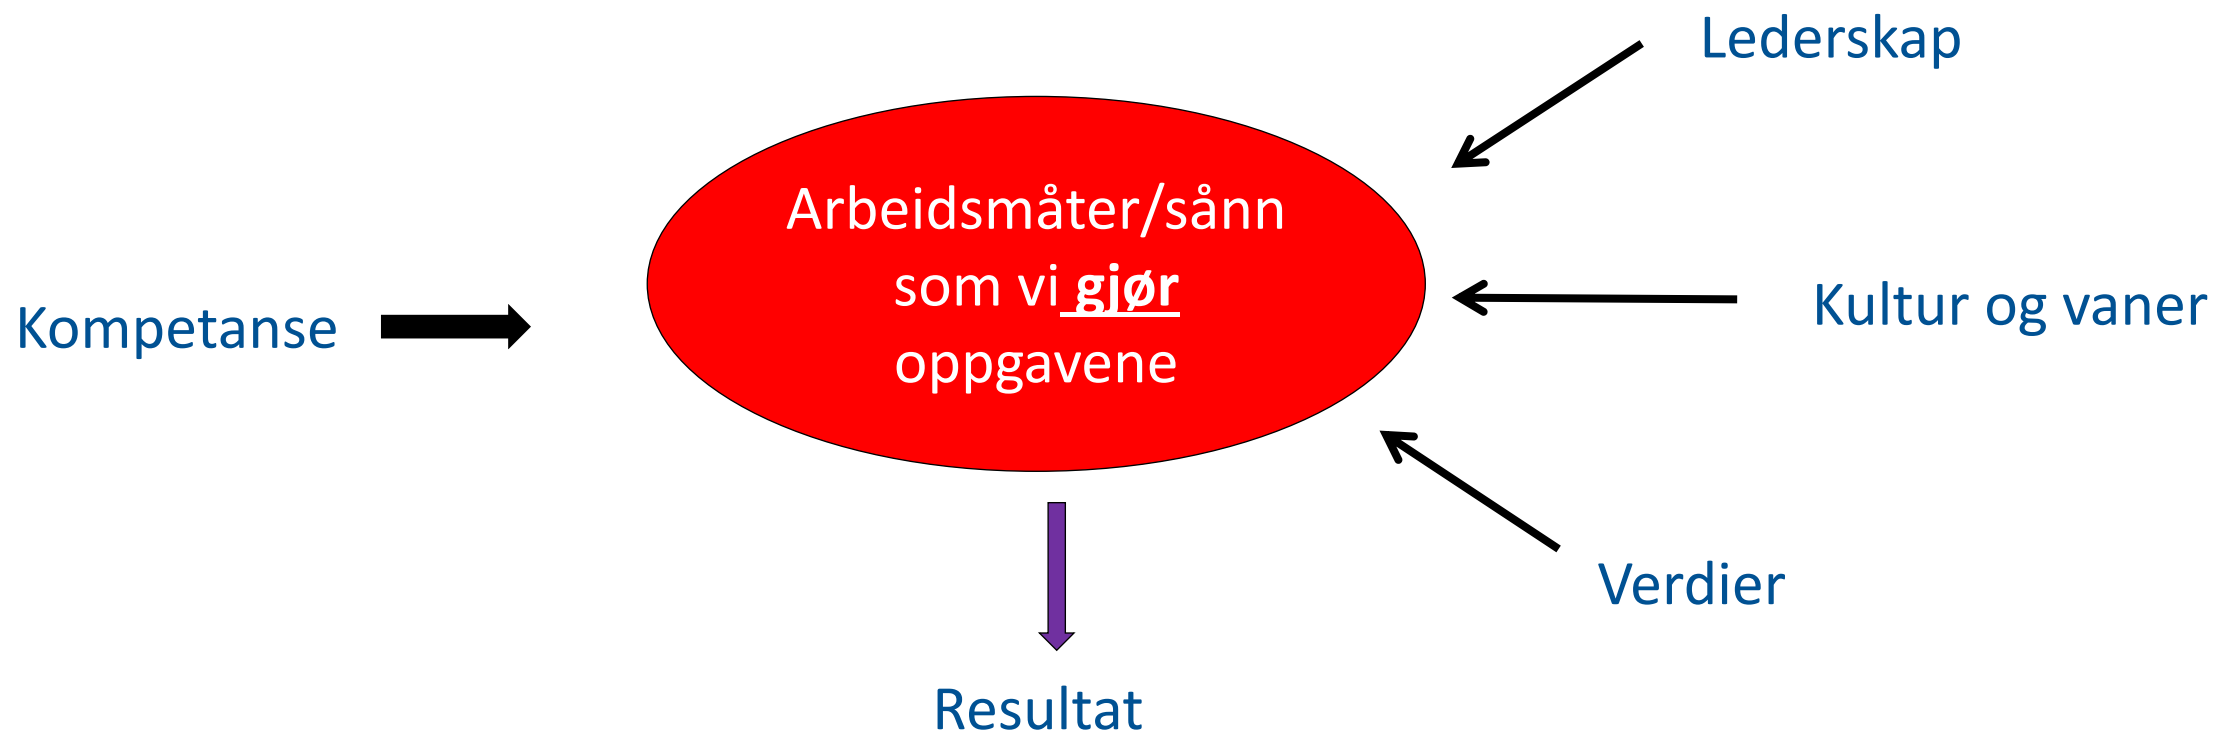 Lederskap
Arbeidsmåter/sånn
som vi gjør
oppgavene
Kompetanse
Kultur og vaner
Verdier
Resultat